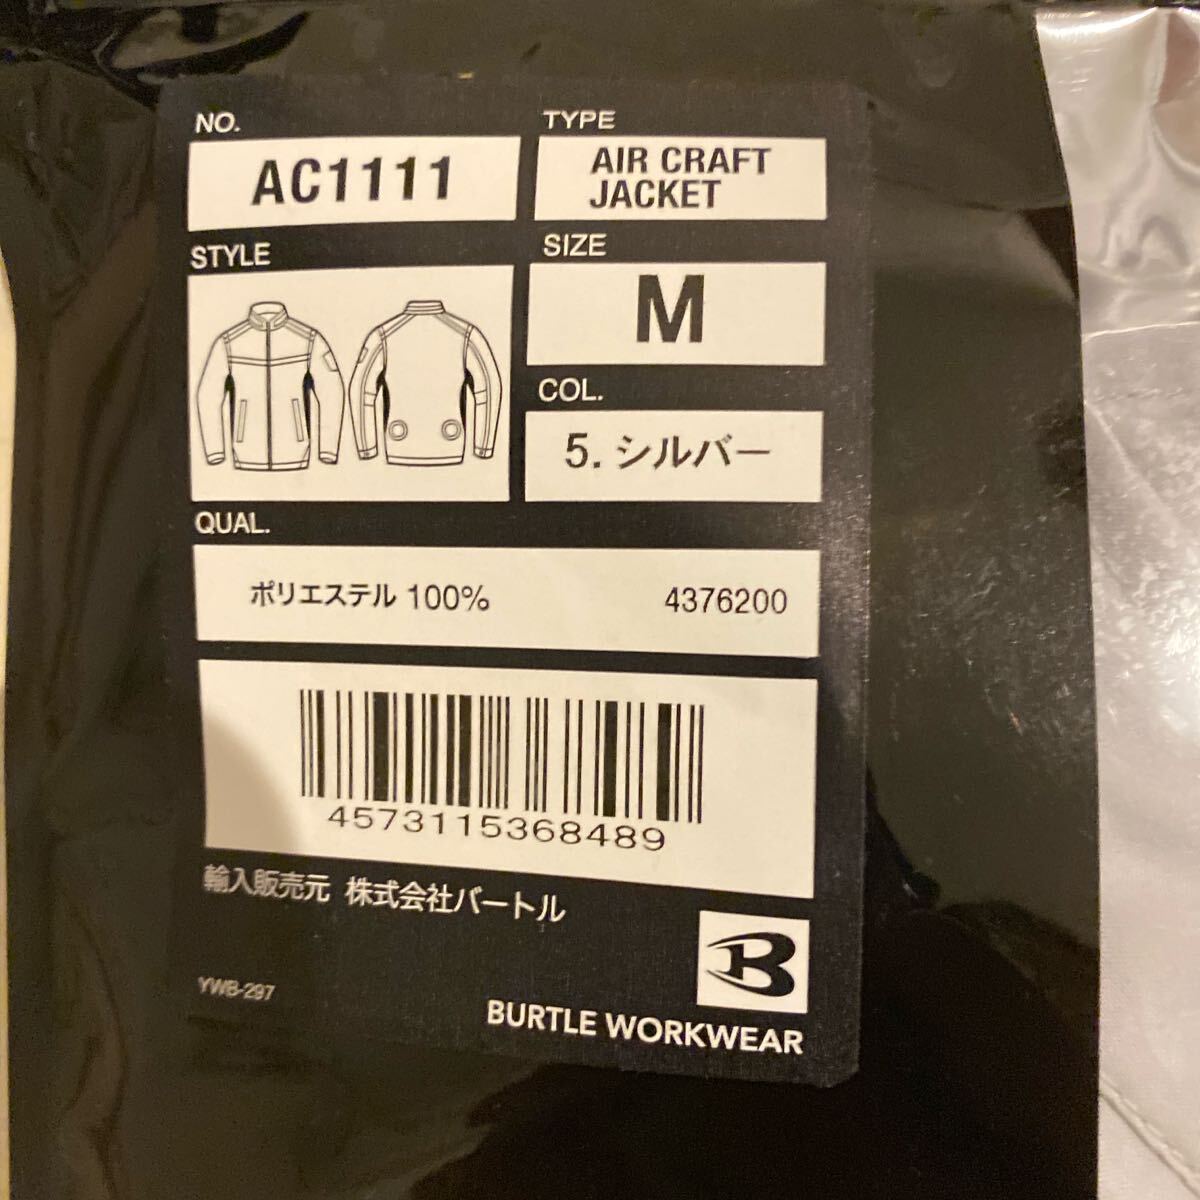 NO.
AC1111
TYPE
AIR CRAFT
JACKET
STYLE
SIZE
M
COL.
5. シルバー
QUAL.
ポリエステル 100%
4376200
4573115368489
輸入販売元 株式会社バートル
YWB-297
B
BURTLE WORKWEAR